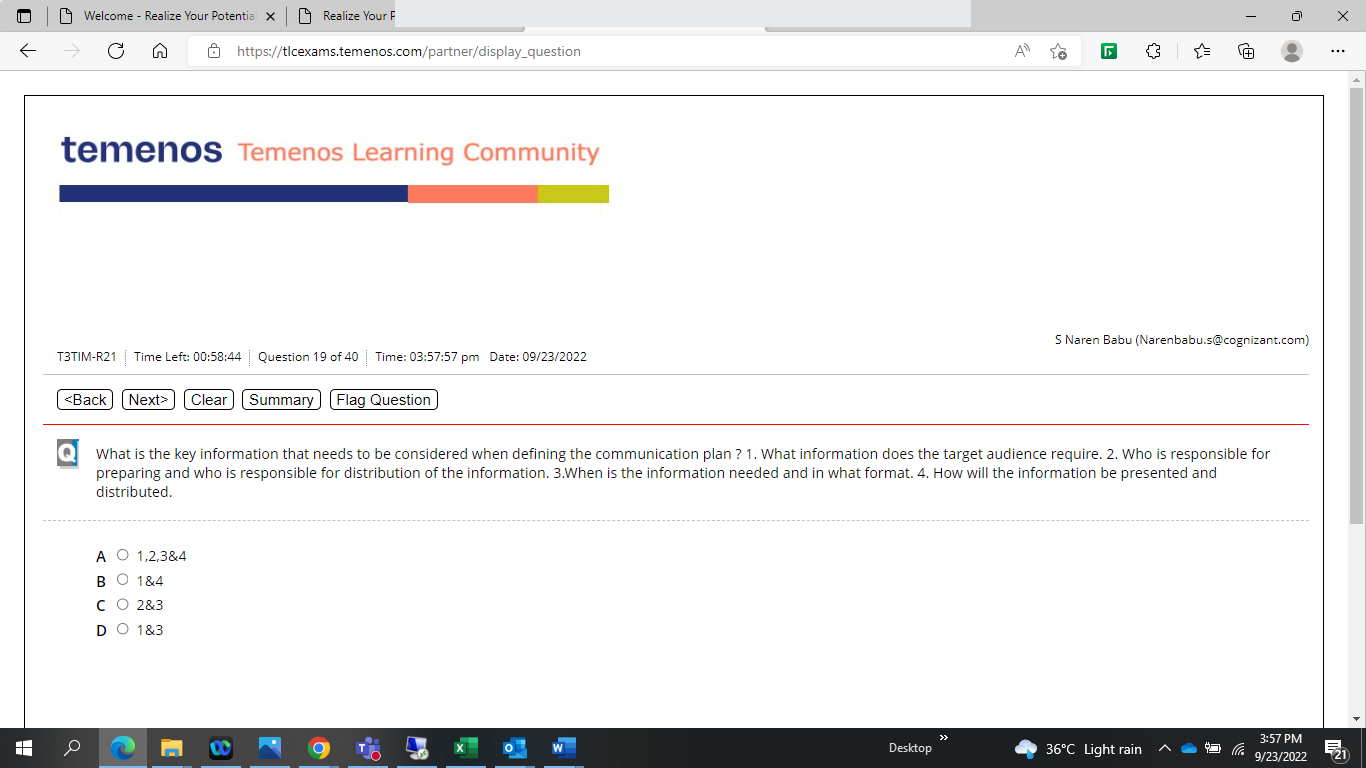 Welcome - Realize Your Potential
Realize Your P
https://tlcexams.temenos.com/partner/display_question
temenos Temenos Learning Community
S Naren Babu (Narenbabu.s@cognizant.com)
T3TIM-R21 Time Left: 00:58:44 Question 19 of 40 Time: 03:57:57 pm Date: 09/23/2022
<Back Next> Clear Summary Flag Question
Q
What is the key information that needs to be considered when defining the communication plan ? 1. What information does the target audience require. 2. Who is responsible for
preparing and who is responsible for distribution of the information. 3.When is the information needed and in what format. 4. How will the information be presented and
distributed.
A 1,2,3&4
B 1&4
C 2&3
D 1&3
Desktop
36°C Light rain
3:57 PM
9/23/2022
21